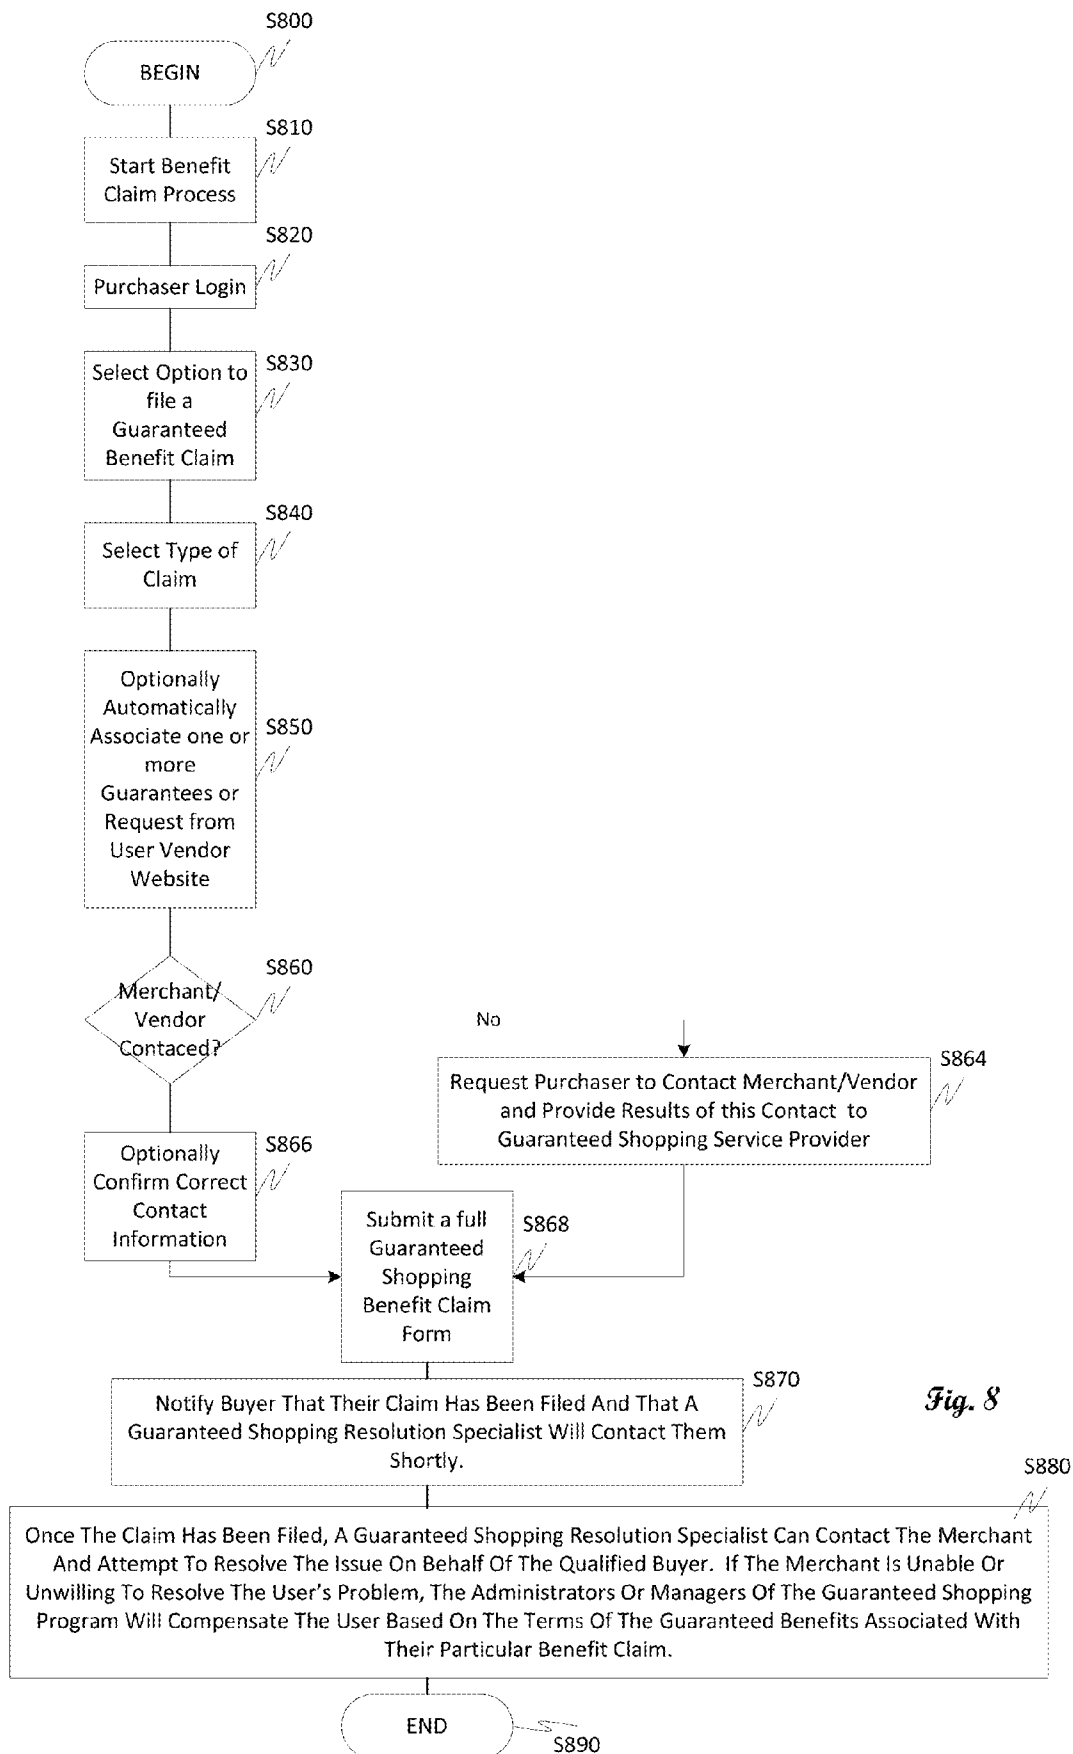 S800
BEGIN
S810
Start Benefit
Claim Process
S820
Purchaser Login
S830
Select Option to
file a
Guaranteed
Benefit Claim
S840
Select Type of
Claim
S850
Optionally
Automatically
Associate one or
more
Guarantees or
Request from
User Vendor
Website
S860
Merchant/
Vendor
Contaced?
No
S864
Request Purchaser to Contact Merchant/Vendor
and Provide Results of this Contact to
Guaranteed Shopping Service Provider
S866
Optionally
Confirm Correct
Contact
Information
S868
Submit a full
Guaranteed
Shopping
Benefit Claim
Form
S870
Notify Buyer That Their Claim Has Been Filed And That A
Guaranteed Shopping Resolution Specialist Will Contact Them
Shortly.
Fig. 8
S880
Once The Claim Has Been Filed, A Guaranteed Shopping Resolution Specialist Can Contact The Merchant
And Attempt To Resolve The Issue On Behalf Of The Qualified Buyer. If The Merchant Is Unable Or
Unwilling To Resolve The User's Problem, The Administrators Or Managers Of The Guaranteed Shopping
Program Will Compensate The User Based On The Terms Of The Guaranteed Benefits Associated With
Their Particular Benefit Claim.
END
S890